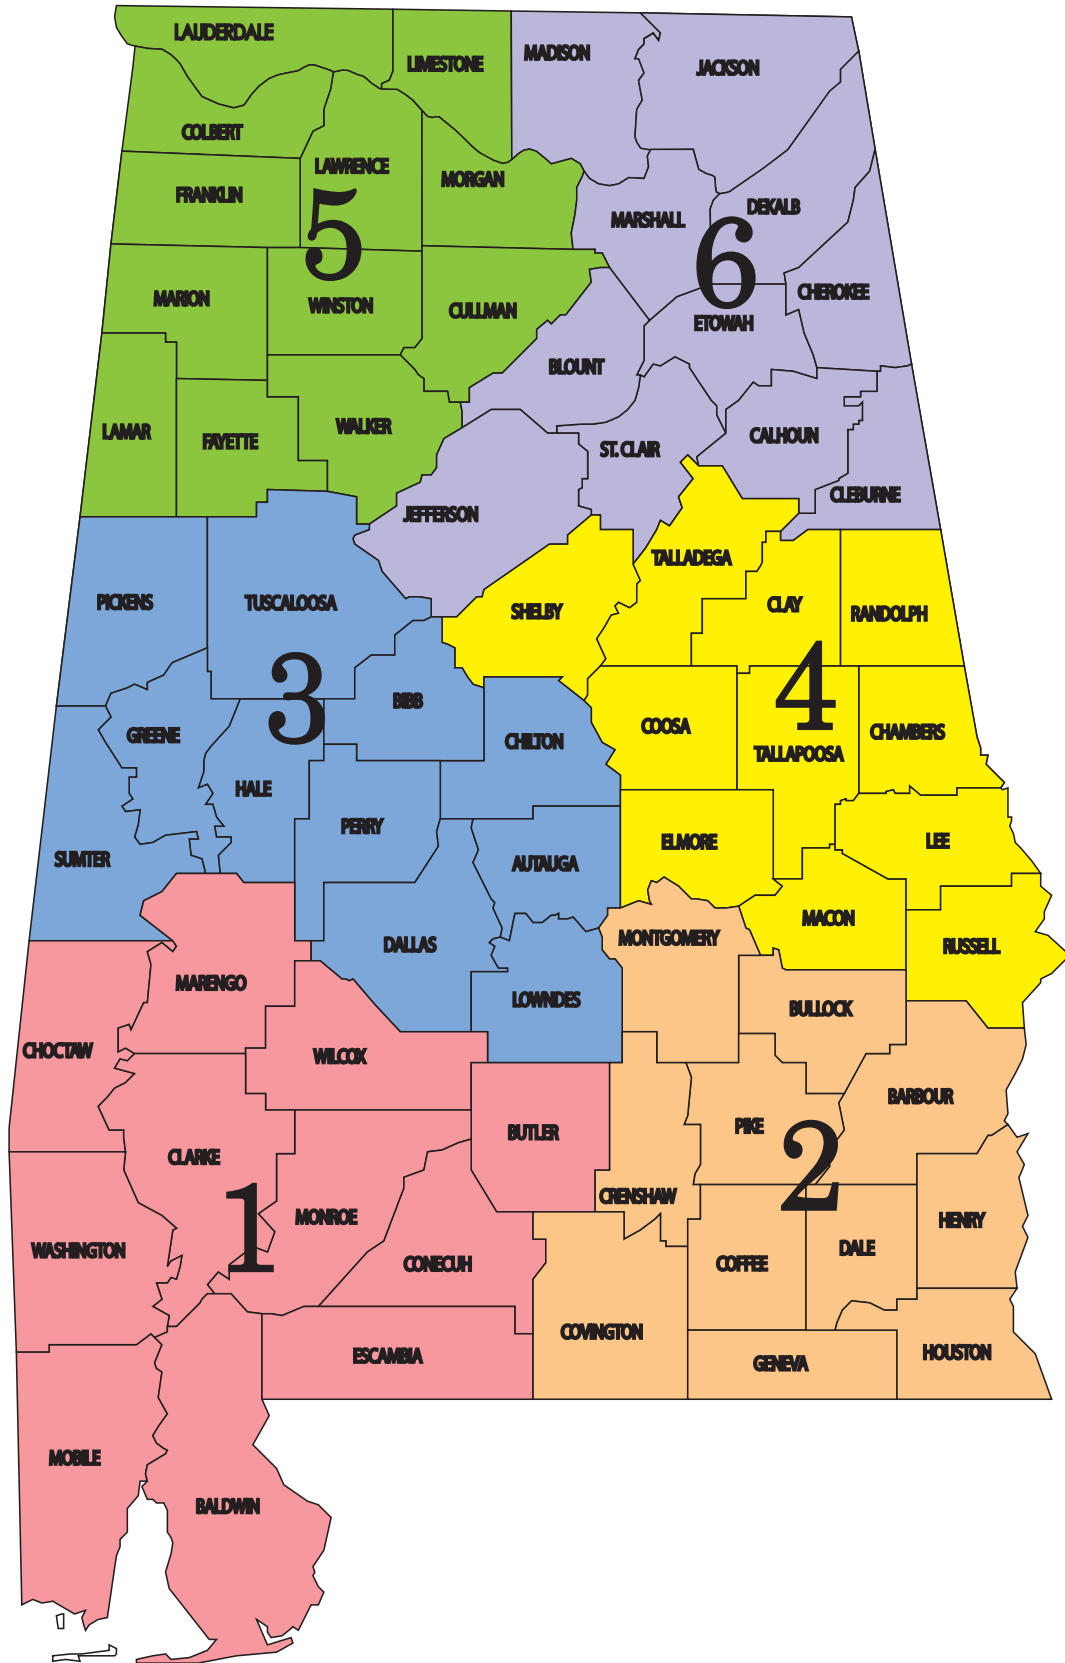 LAUDERDALE
LIMESTONE
MADISON
JACKSON
COLBERT
LAWRENCE
FRANKLIN
MORGAN
MARSHALL
DEKALB
5
6
MARION
WINSTON
CULLMAN
CHEROKEE
ETOWAH
BLOUNT
LAMAR
FAYETTE
WALKER
ST. CLAIR
CALHOUN
CLEBURNE
JEFFERSON
TALLADEGA
PICKENS
TUSCALOOSA
SHELBY
CLAY
RANDOLPH
3
4
BIBB
GREENE
CHILTON
COOSA
TALLAPOOSA
CHAMBERS
HALE
PERRY
ELMORE
LEE
SUMTER
AUTAUGA
MACON
DALLAS
MONTGOMERY
RUSSELL
MARENGO
LOWNDES
BULLOCK
CHOCTAW
WILCOX
BARBOUR
BUTLER
PIKE
2
CLARKE
CRENSHAW
1
MONROE
HENRY
WASHINGTON
CONECUH
COFFEE
DALE
COVINGTON
ESCAMBIA
GENEVA
HOUSTON
MOBILE
BALDWIN